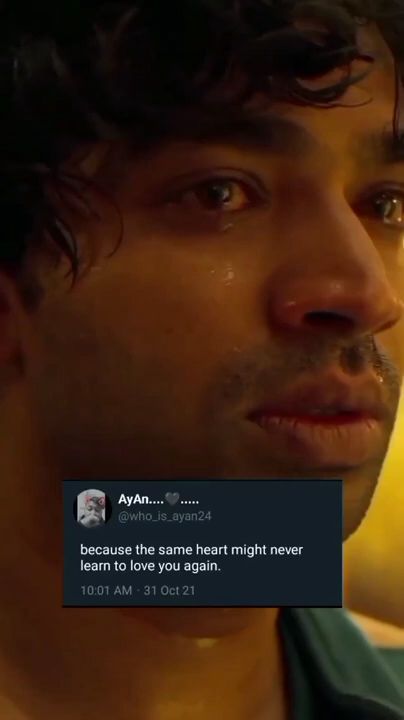 AyAn....🖤.....
@who_is_ayan24
because the same heart might never
learn to love you again.
10:01 AM · 31 Oct 21